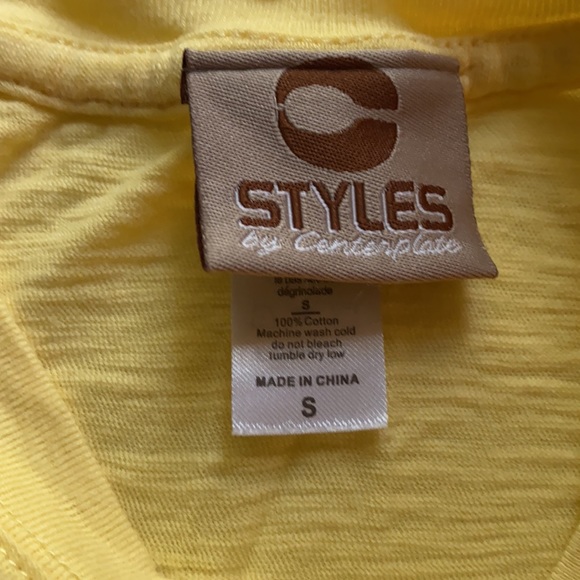 STYLES
by Centerplate
S
100% Cotton
Machine wash cold
do not bleach
tumble dry low
MADE IN CHINA
S